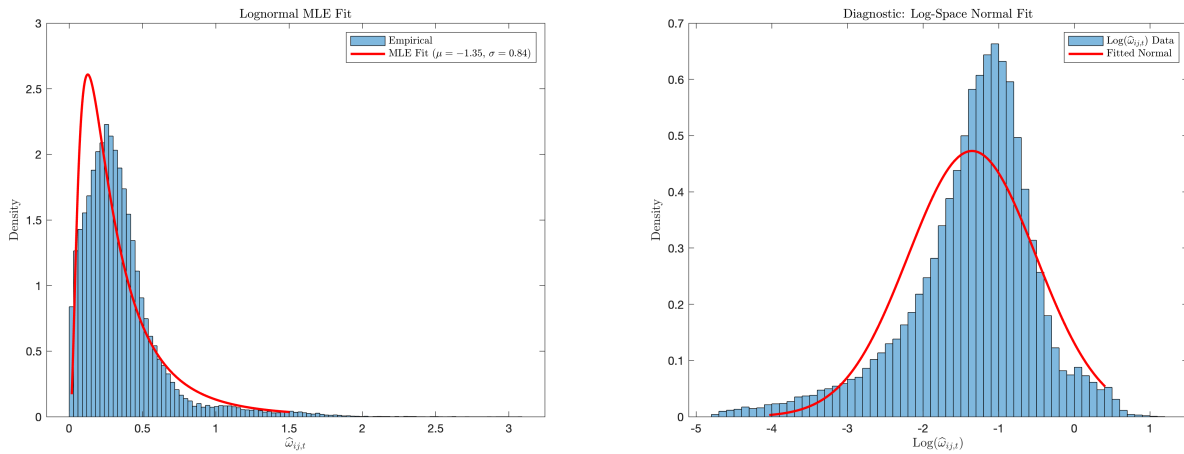 Lognormal MLE Fit
Empirical
MLE Fit (μ = −1.35, σ = 0.84)
3
2.5
2
1.5
1
0.5
0
Density
0
0.5
1
1.5
2
2.5
3
ω̂ij,t
Diagnostic: Log-Space Normal Fit
Log(ω̂ij,t) Data
Fitted Normal
0.7
0.6
0.5
0.4
0.3
0.2
0.1
0
Density
-5
-4
-3
-2
-1
0
1
Log(ω̂ij,t)